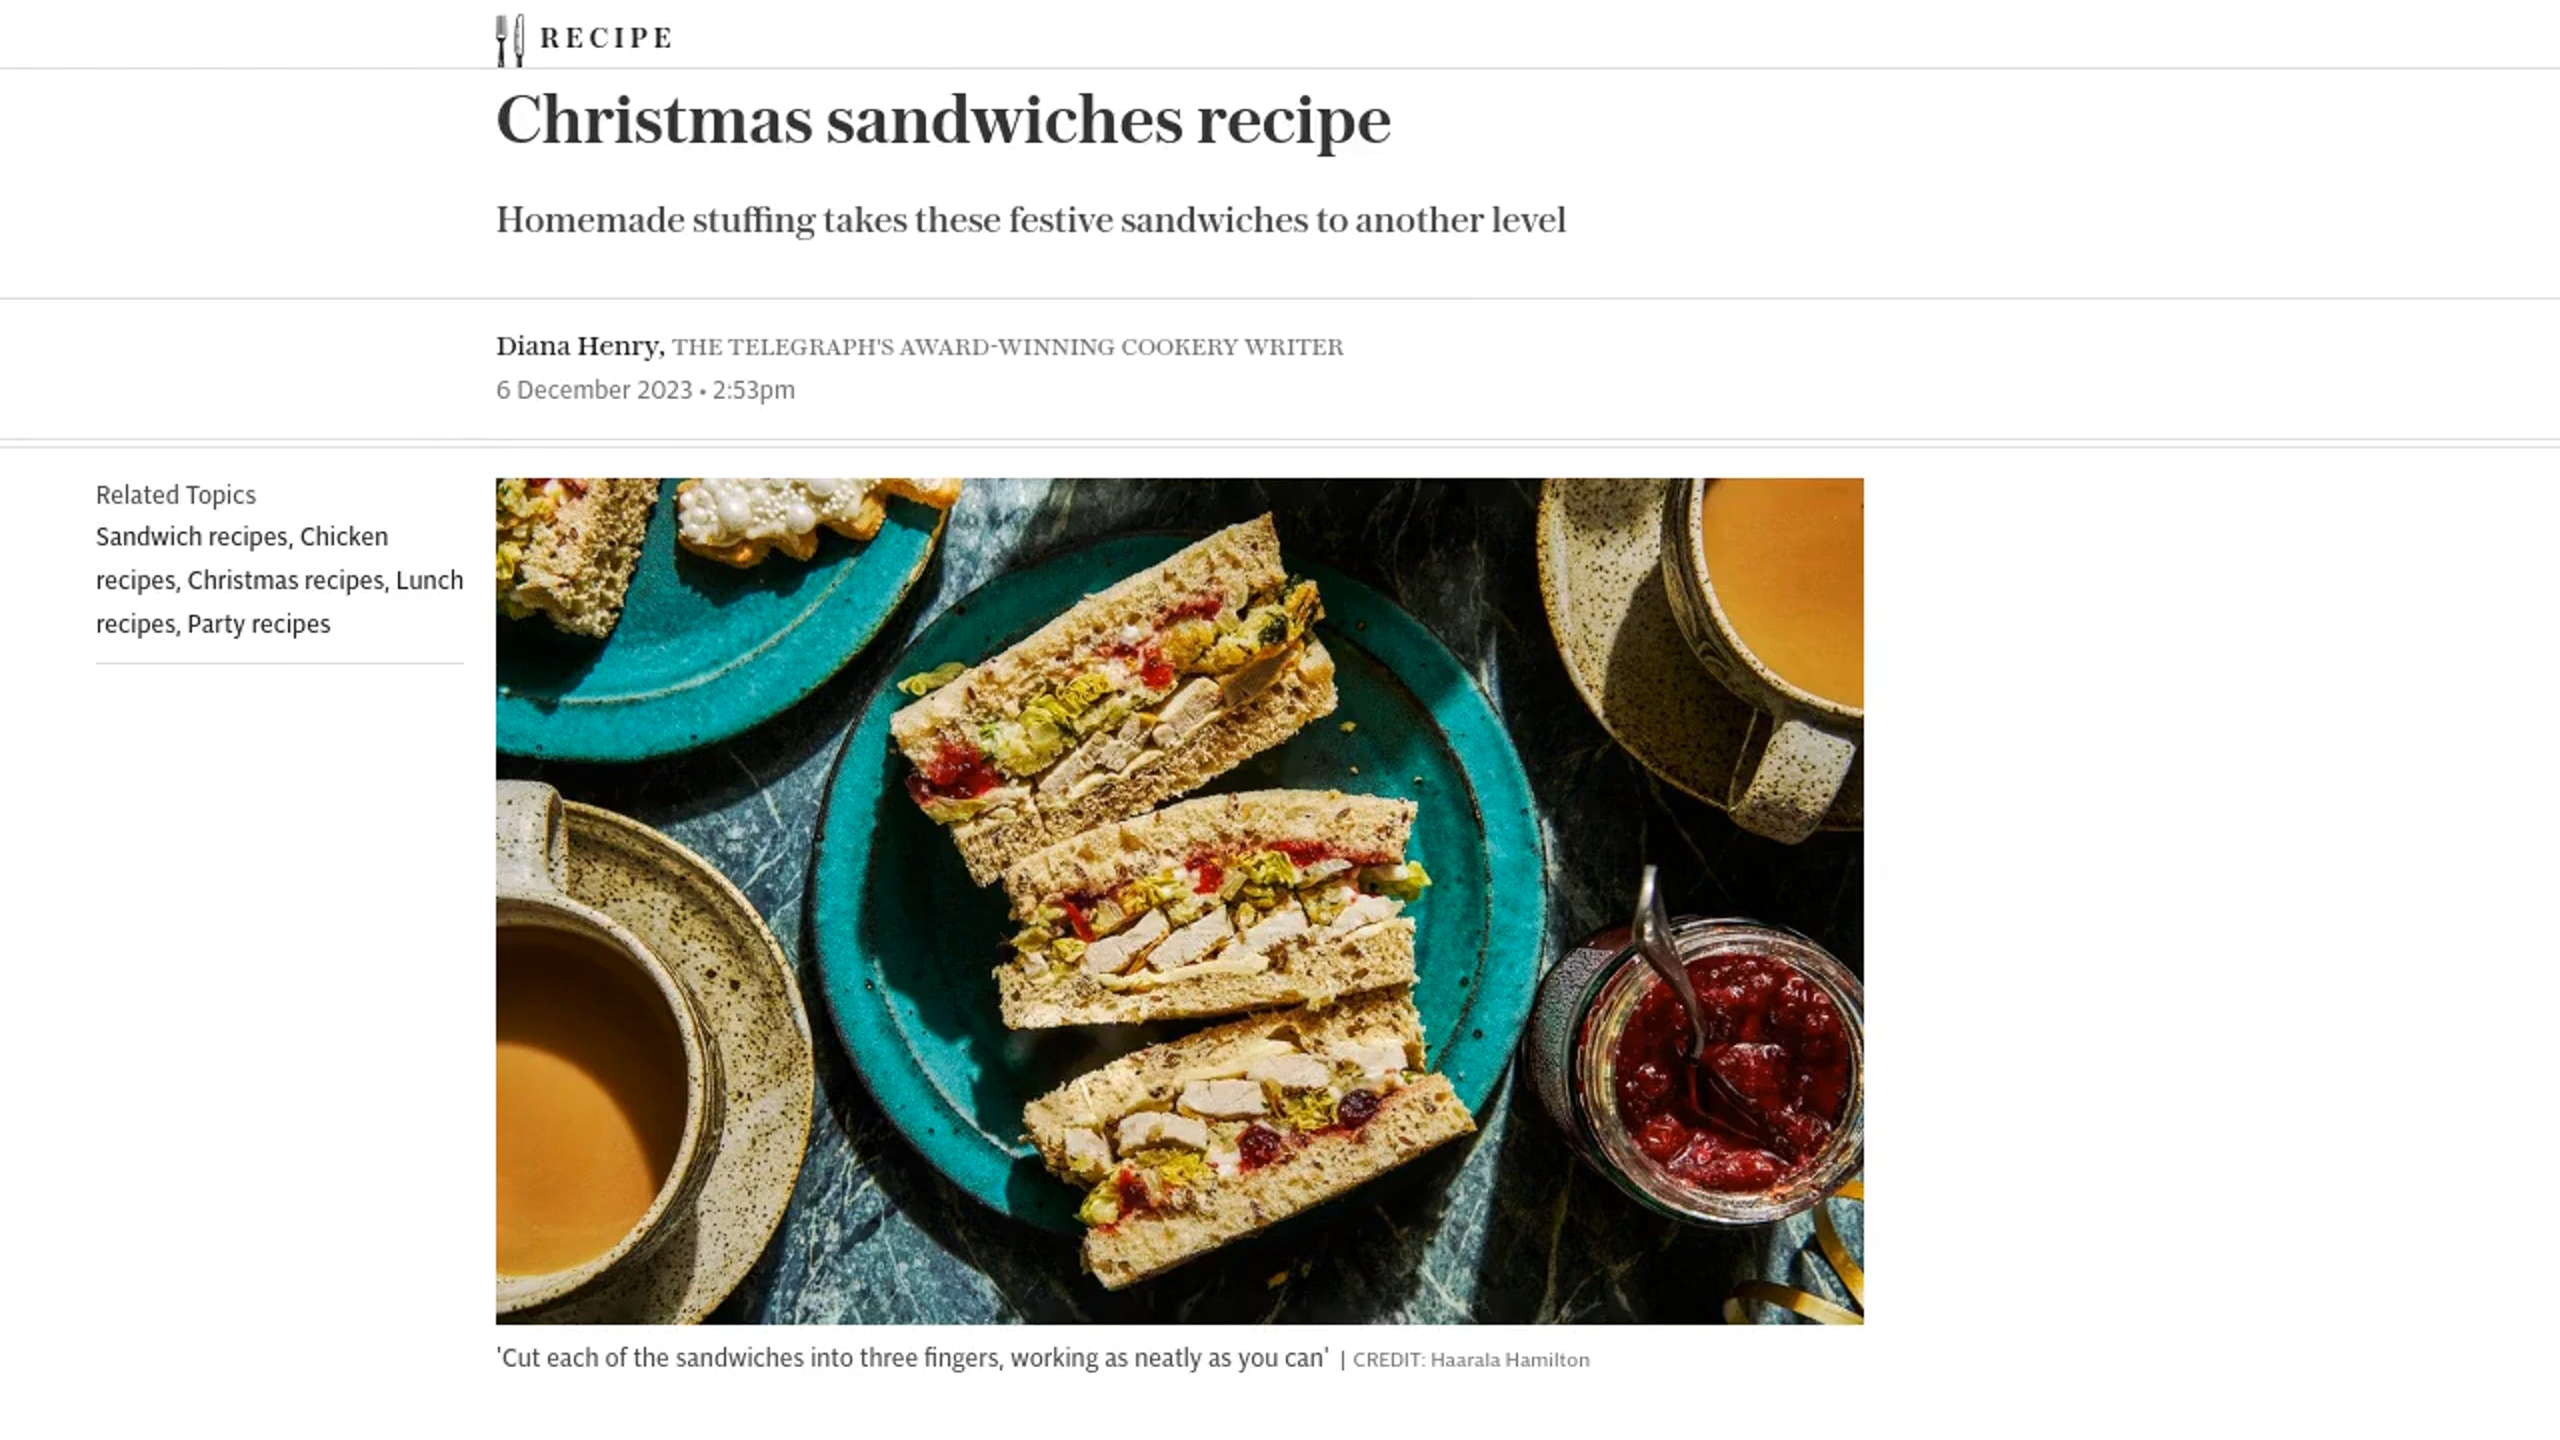 RECIPE
Christmas sandwiches recipe
Homemade stuffing takes these festive sandwiches to another level
Diana Henry, THE TELEGRAPH'S AWARD-WINNING COOKERY WRITER
6 December 2023 • 2:53pm
Related Topics
Sandwich recipes, Chicken
recipes, Christmas recipes, Lunch
recipes, Party recipes
'Cut each of the sandwiches into three fingers, working as neatly as you can' | CREDIT: Haarala Hamilton